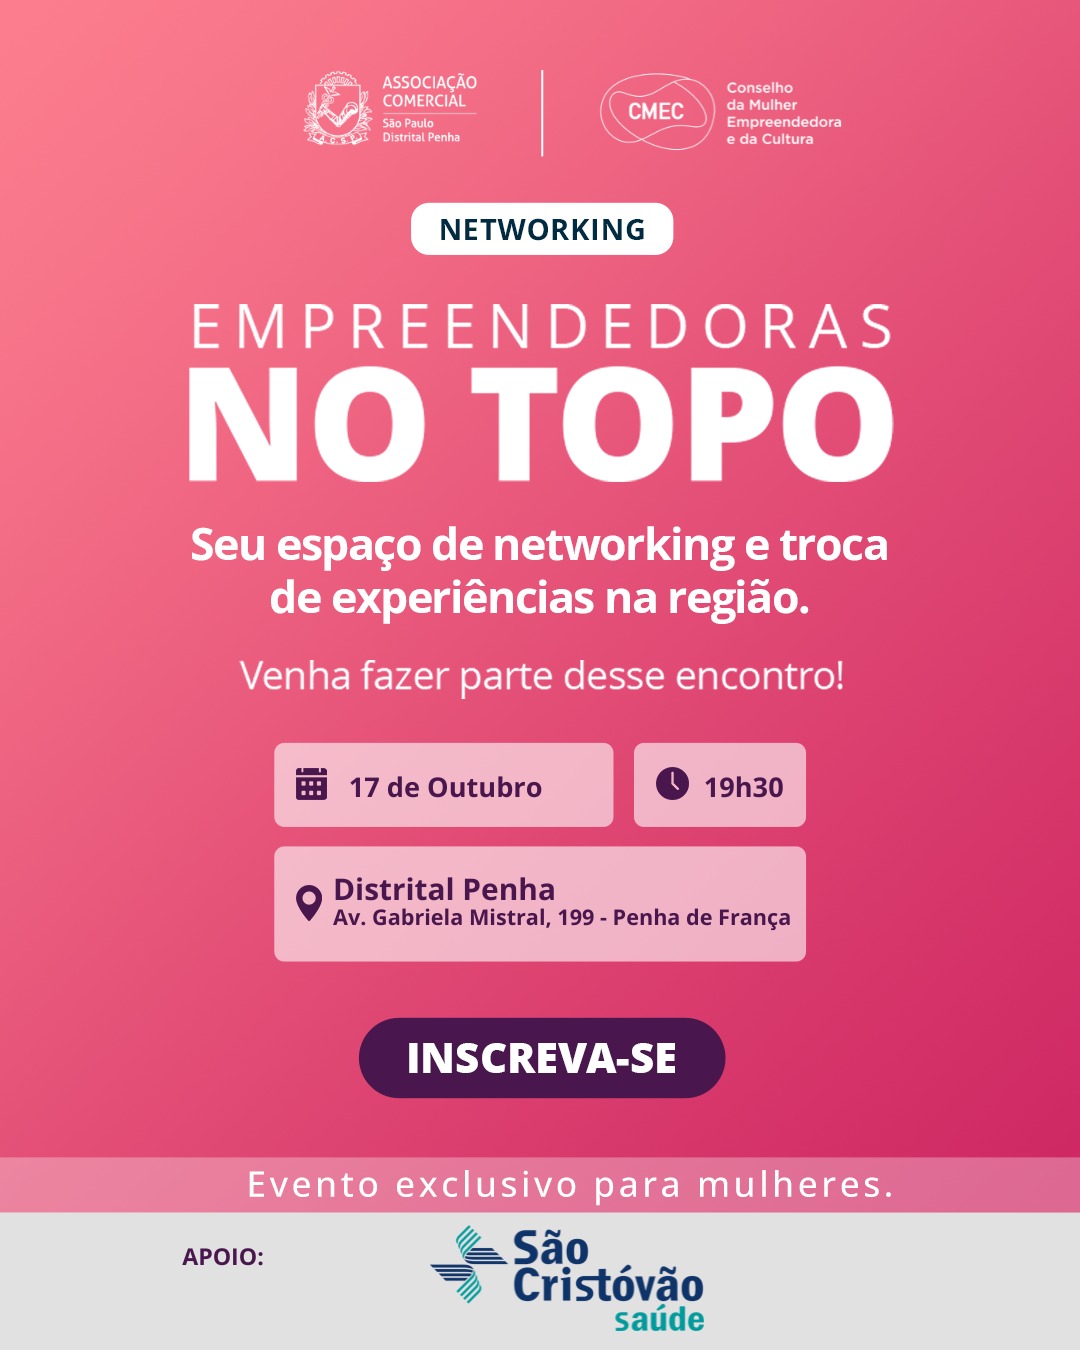 ASSOCIAÇÃO
COMERCIAL
São Paulo
Distrital Penha
A.C.S.P.
CMEC
Conselho
da Mulher
Empreendedora
e da Cultura
NETWORKING
EMPREENDEDORAS
NO TOPO
Seu espaço de networking e troca
de experiências na região.
Venha fazer parte desse encontro!
17 de Outubro
19h30
Distrital Penha
Av. Gabriela Mistral, 199 - Penha de França
INSCREVA-SE
Evento exclusivo para mulheres.
APOIO:
São
Cristóvão
saúde